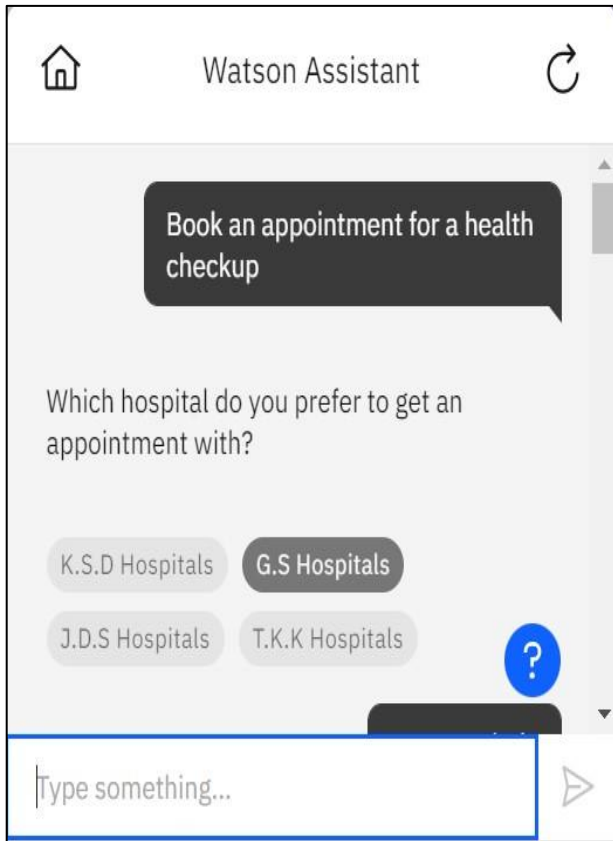 Watson Assistant
Book an appointment for a health
checkup
Which hospital do you prefer to get an
appointment with?
K.S.D Hospitals G.S Hospitals
J.D.S Hospitals T.K.K Hospitals
?
Type something...